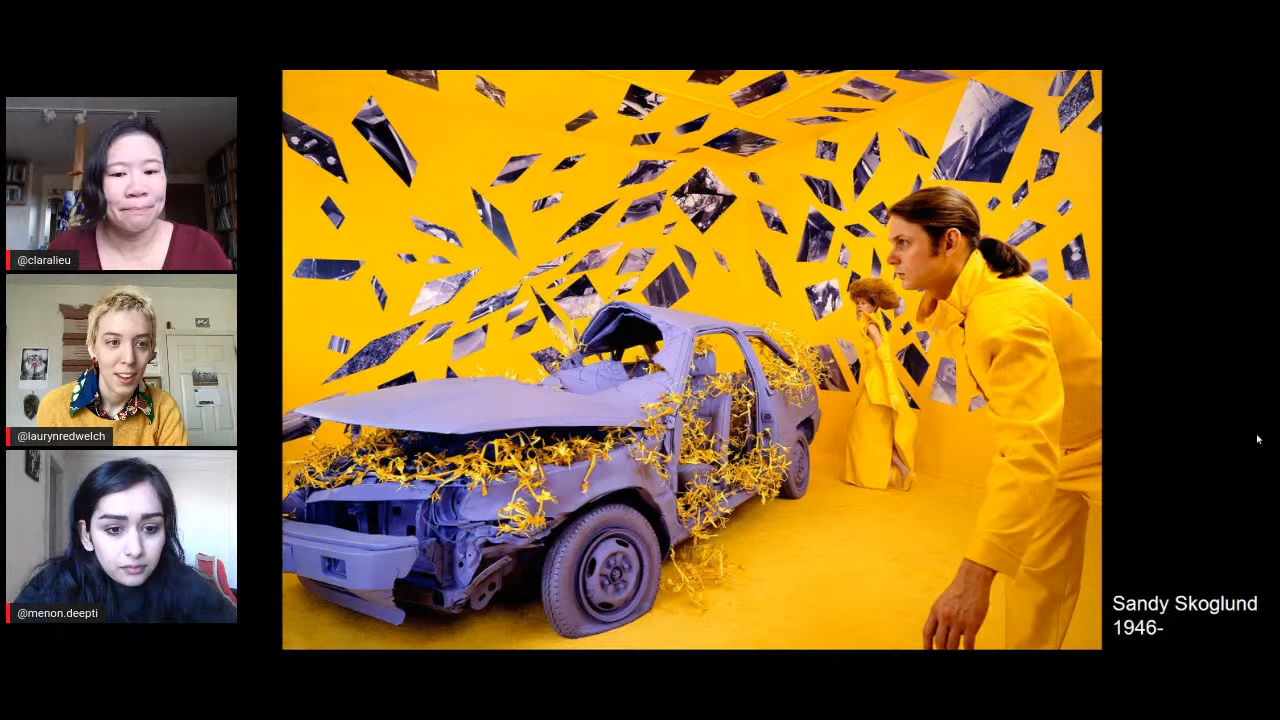 @claralieu
@laurynredwelch
@menon.deepti
Sandy Skoglund
1946-